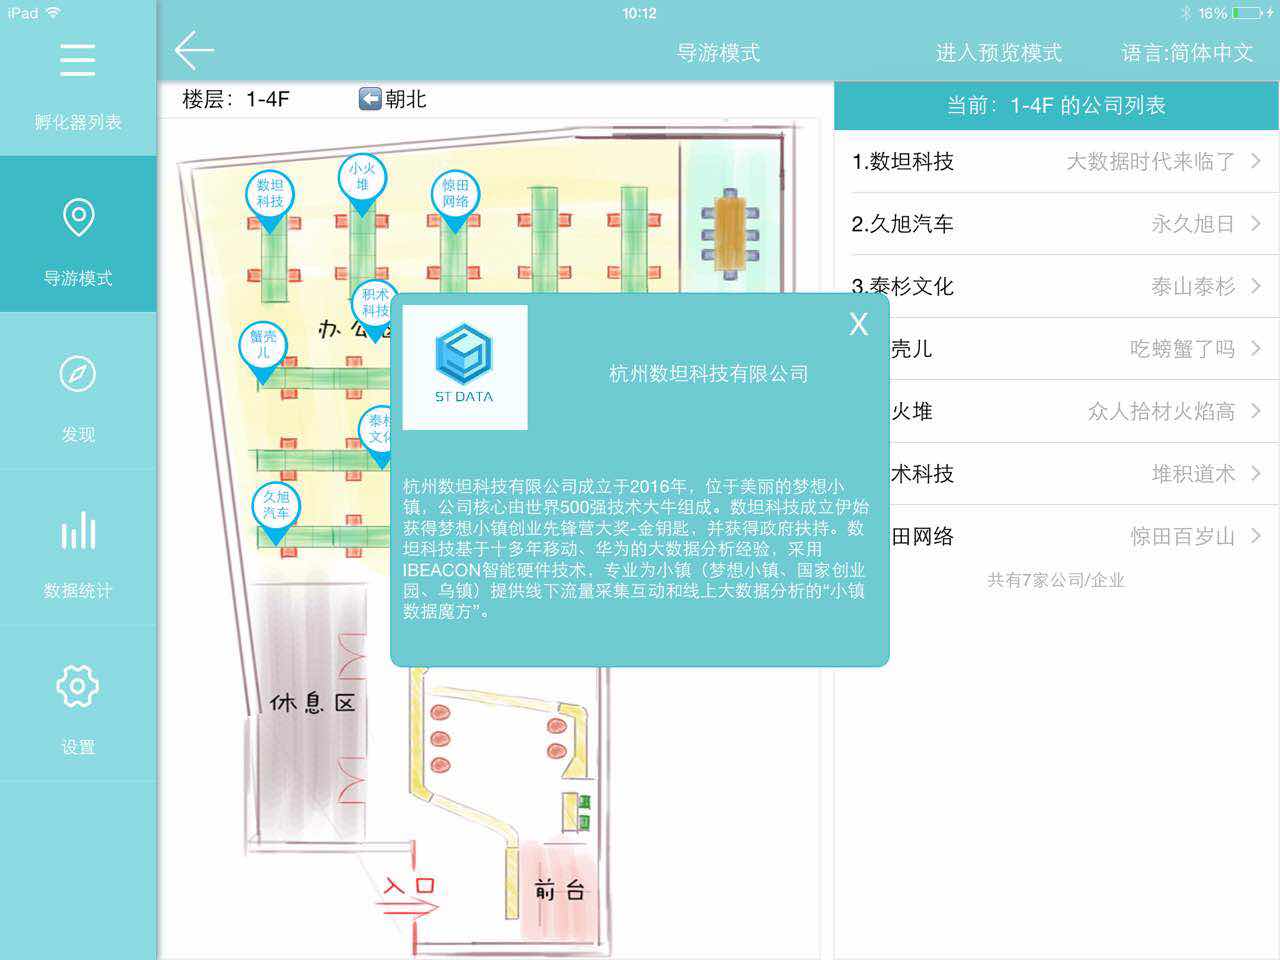 iPad
10:12
16%
孵化器列表
导游模式
发现
数据统计
设置
导游模式
进入预览模式
语言:简体中文
楼层：1-4F
朝北
数坦
科技
小火
堆
惊田
网络
积术
科技
办公区
蟹壳
儿
泰杉
文化
久旭
汽车
休息区
入口
前台
X
ST DATA
杭州数坦科技有限公司
杭州数坦科技有限公司成立于2016年，位于美丽的梦想小
镇，公司核心由世界500强技术大牛组成。数坦科技成立伊始
获得梦想小镇创业先锋营大奖-金钥匙，并获得政府扶持。数
坦科技基于十多年移动、华为的大数据分析经验，采用
IBEACON智能硬件技术，专业为小镇（梦想小镇、国家创业
园、乌镇）提供线下流量采集互动和线上大数据分析的“小镇
数据魔方”。
当前：1-4F 的公司列表
1.数坦科技 大数据时代来临了
2.久旭汽车 永久旭日
3.泰杉文化 泰山泰杉
壳儿 吃螃蟹了吗
火堆 众人拾材火焰高
术科技 堆积道术
田网络 惊田百岁山
共有7家公司/企业